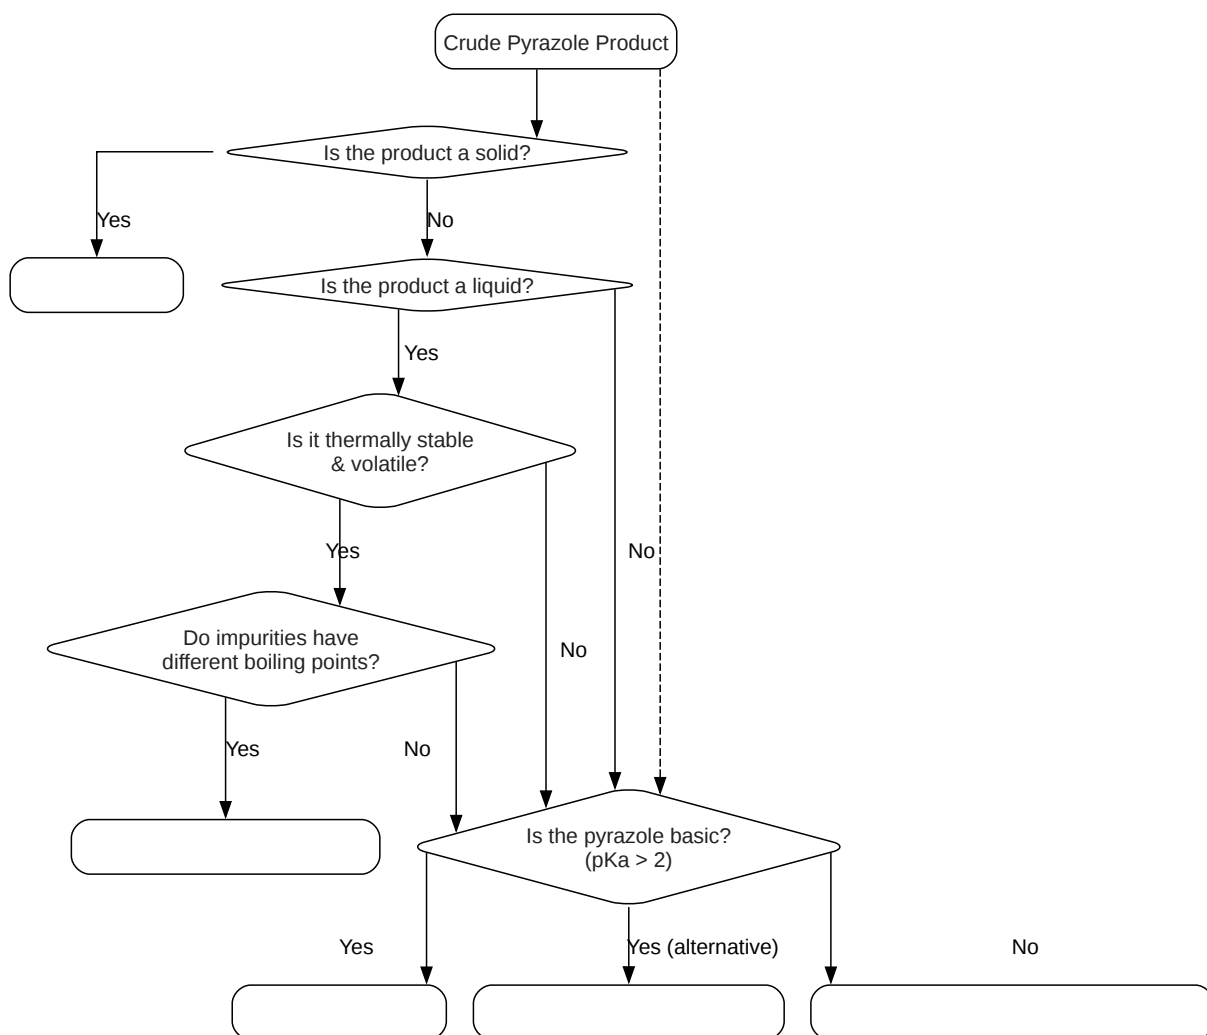 Crude Pyrazole Product
Is the product a solid?
Yes
No
Is the product a liquid?
Yes
Is it thermally stable
& volatile?
Yes
No
Do impurities have
different boiling points?
No
Yes
No
Is the pyrazole basic?
(pKa > 2)
Yes
Yes (alternative)
No